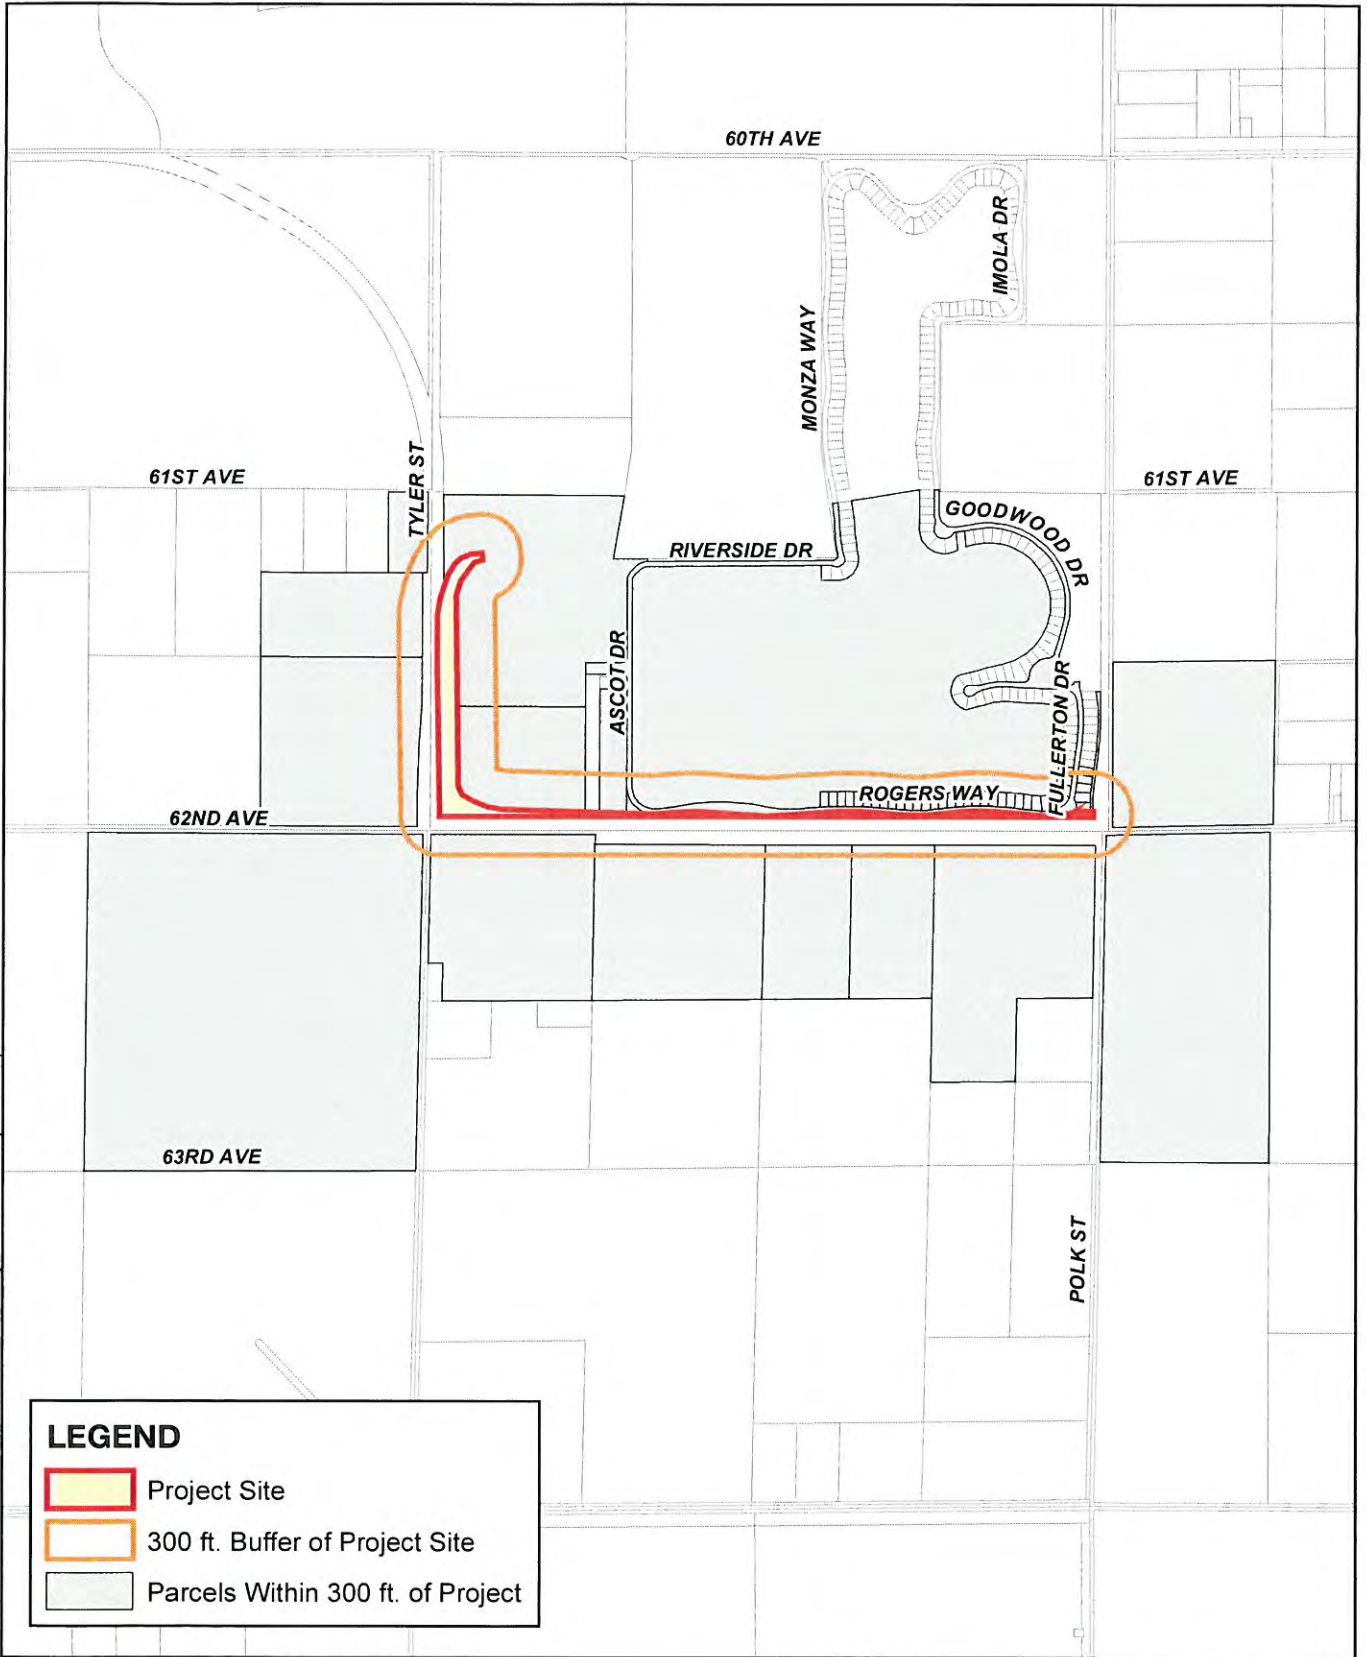 60TH AVE
IMOLA DR
MONZA WAY
TYLER ST
61ST AVE
61ST AVE
GOODWOOD DR
RIVERSIDE DR
ASCOT DR
FULLERTON DR
ROGERS WAY
62ND AVE
63RD AVE
POLK ST
LEGEND
Project Site
300 ft. Buffer of Project Site
Parcels Within 300 ft. of Project